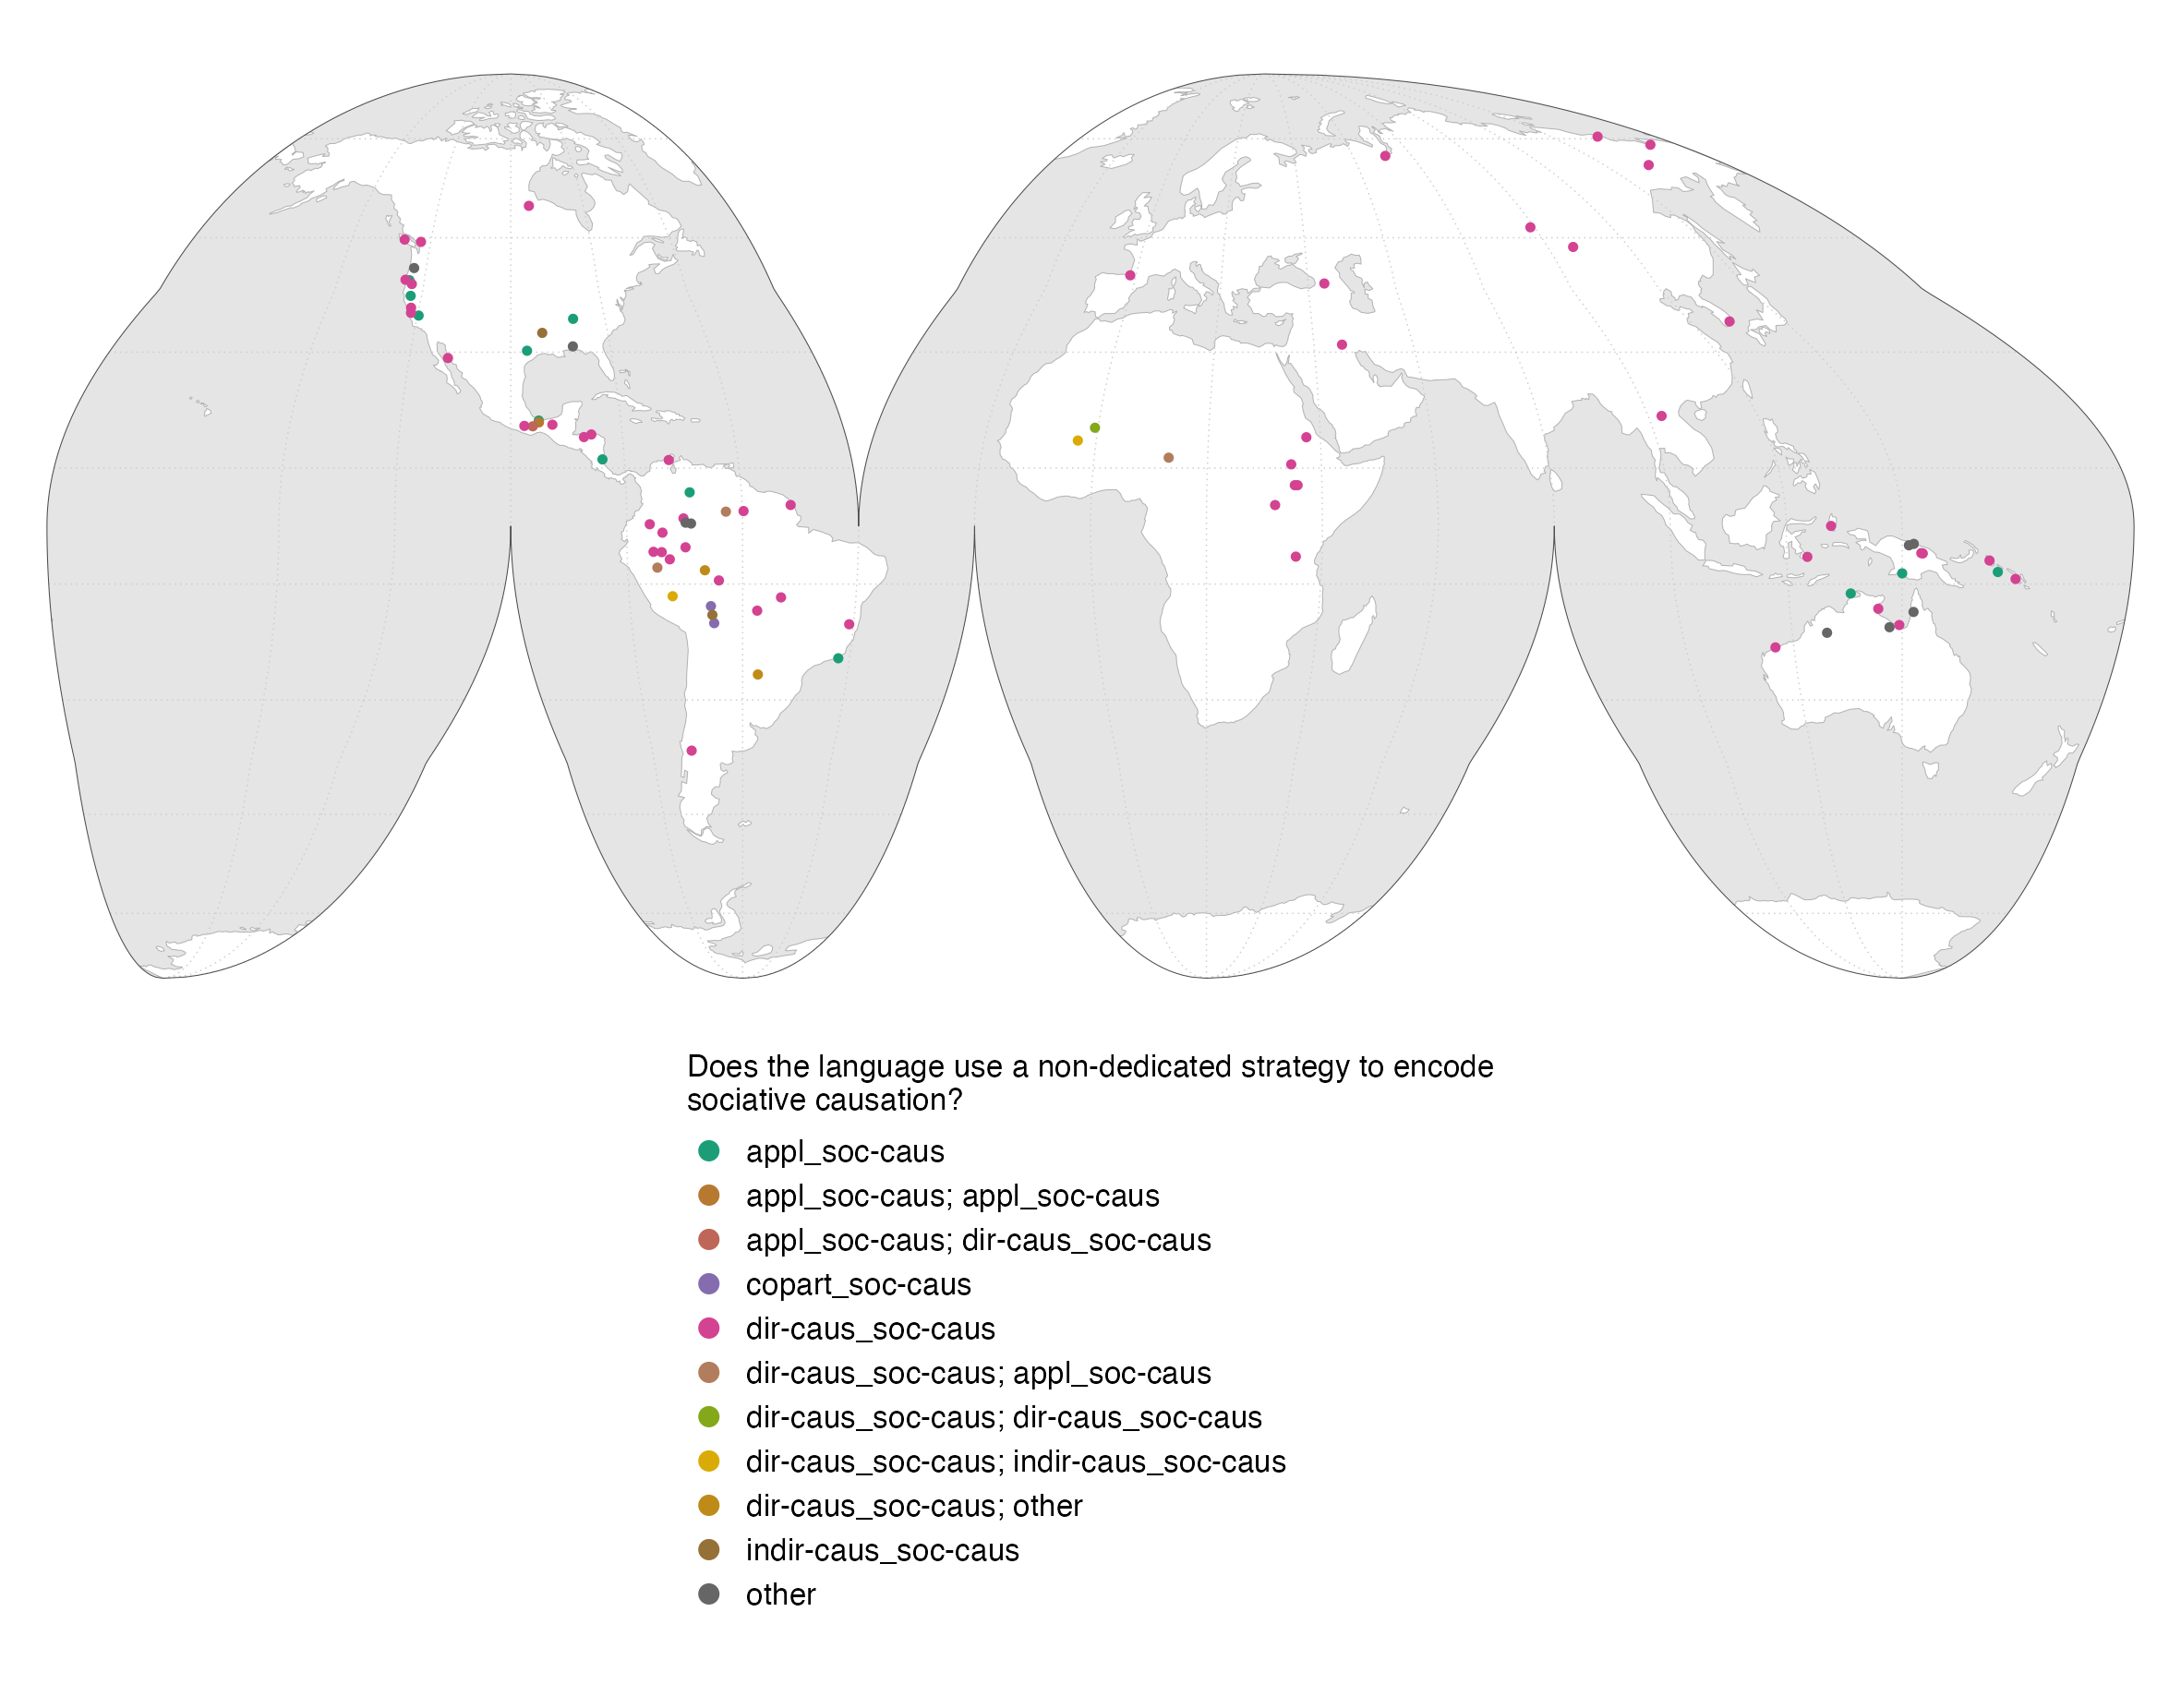 Does the language use a non-dedicated strategy to encode
sociative causation?
appl_soc-caus
appl_soc-caus; appl_soc-caus
appl_soc-caus; dir-caus_soc-caus
copart_soc-caus
dir-caus_soc-caus
dir-caus_soc-caus; appl_soc-caus
dir-caus_soc-caus; dir-caus_soc-caus
dir-caus_soc-caus; indir-caus_soc-caus
dir-caus_soc-caus; other
indir-caus_soc-caus
other